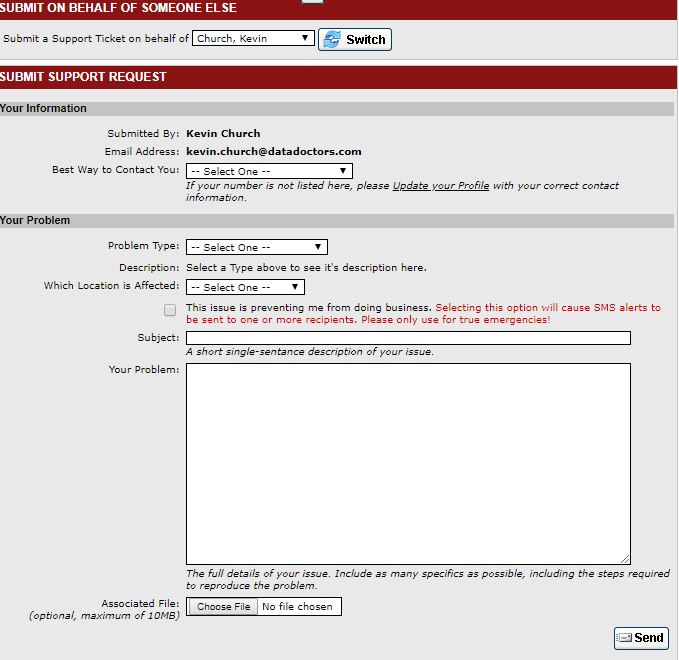 SUBMIT ON BEHALF OF SOMEONE ELSE
Submit a Support Ticket on behalf of Church, Kevin Switch
SUBMIT SUPPORT REQUEST
Your Information
Submitted By: Kevin Church
Email Address: kevin.church@datadoctors.com
Best Way to Contact You: -- Select One --
If your number is not listed here, please Update your Profile with your correct contact
information.
Your Problem
Problem Type: -- Select One --
Description: Select a Type above to see it's description here.
Which Location is Affected: -- Select One --
This issue is preventing me from doing business. Selecting this option will cause SMS alerts to
be sent to one or more recipients. Please only use for true emergencies!
Subject:
A short single-sentance description of your issue.
Your Problem:
The full details of your issue. Include as many specifics as possible, including the steps required
to reproduce the problem.
Associated File: Choose File No file chosen
(optional, maximum of 10MB)
Send